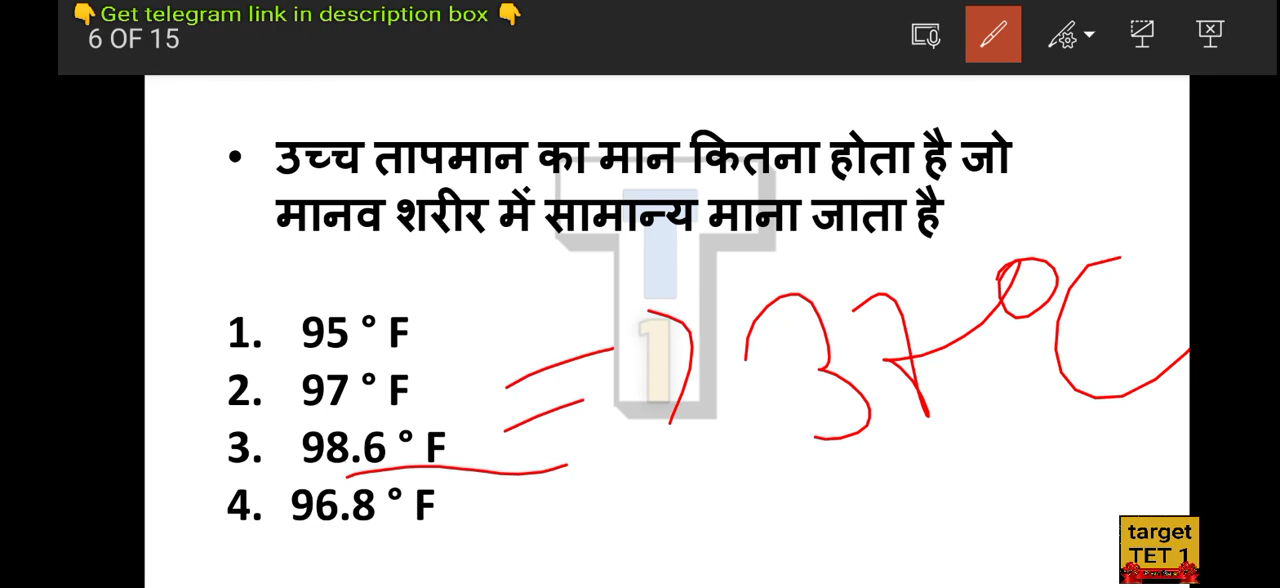 👇 Get telegram link in description box 👇
6 OF 15
• उच्च तापमान का मान कितना होता है जो
मानव शरीर में सामान्य माना जाता है
1. 95 ° F
2. 97 ° F
3. 98.6 ° F
4. 96.8 ° F
=> 37°C
T
1
target
TET 1